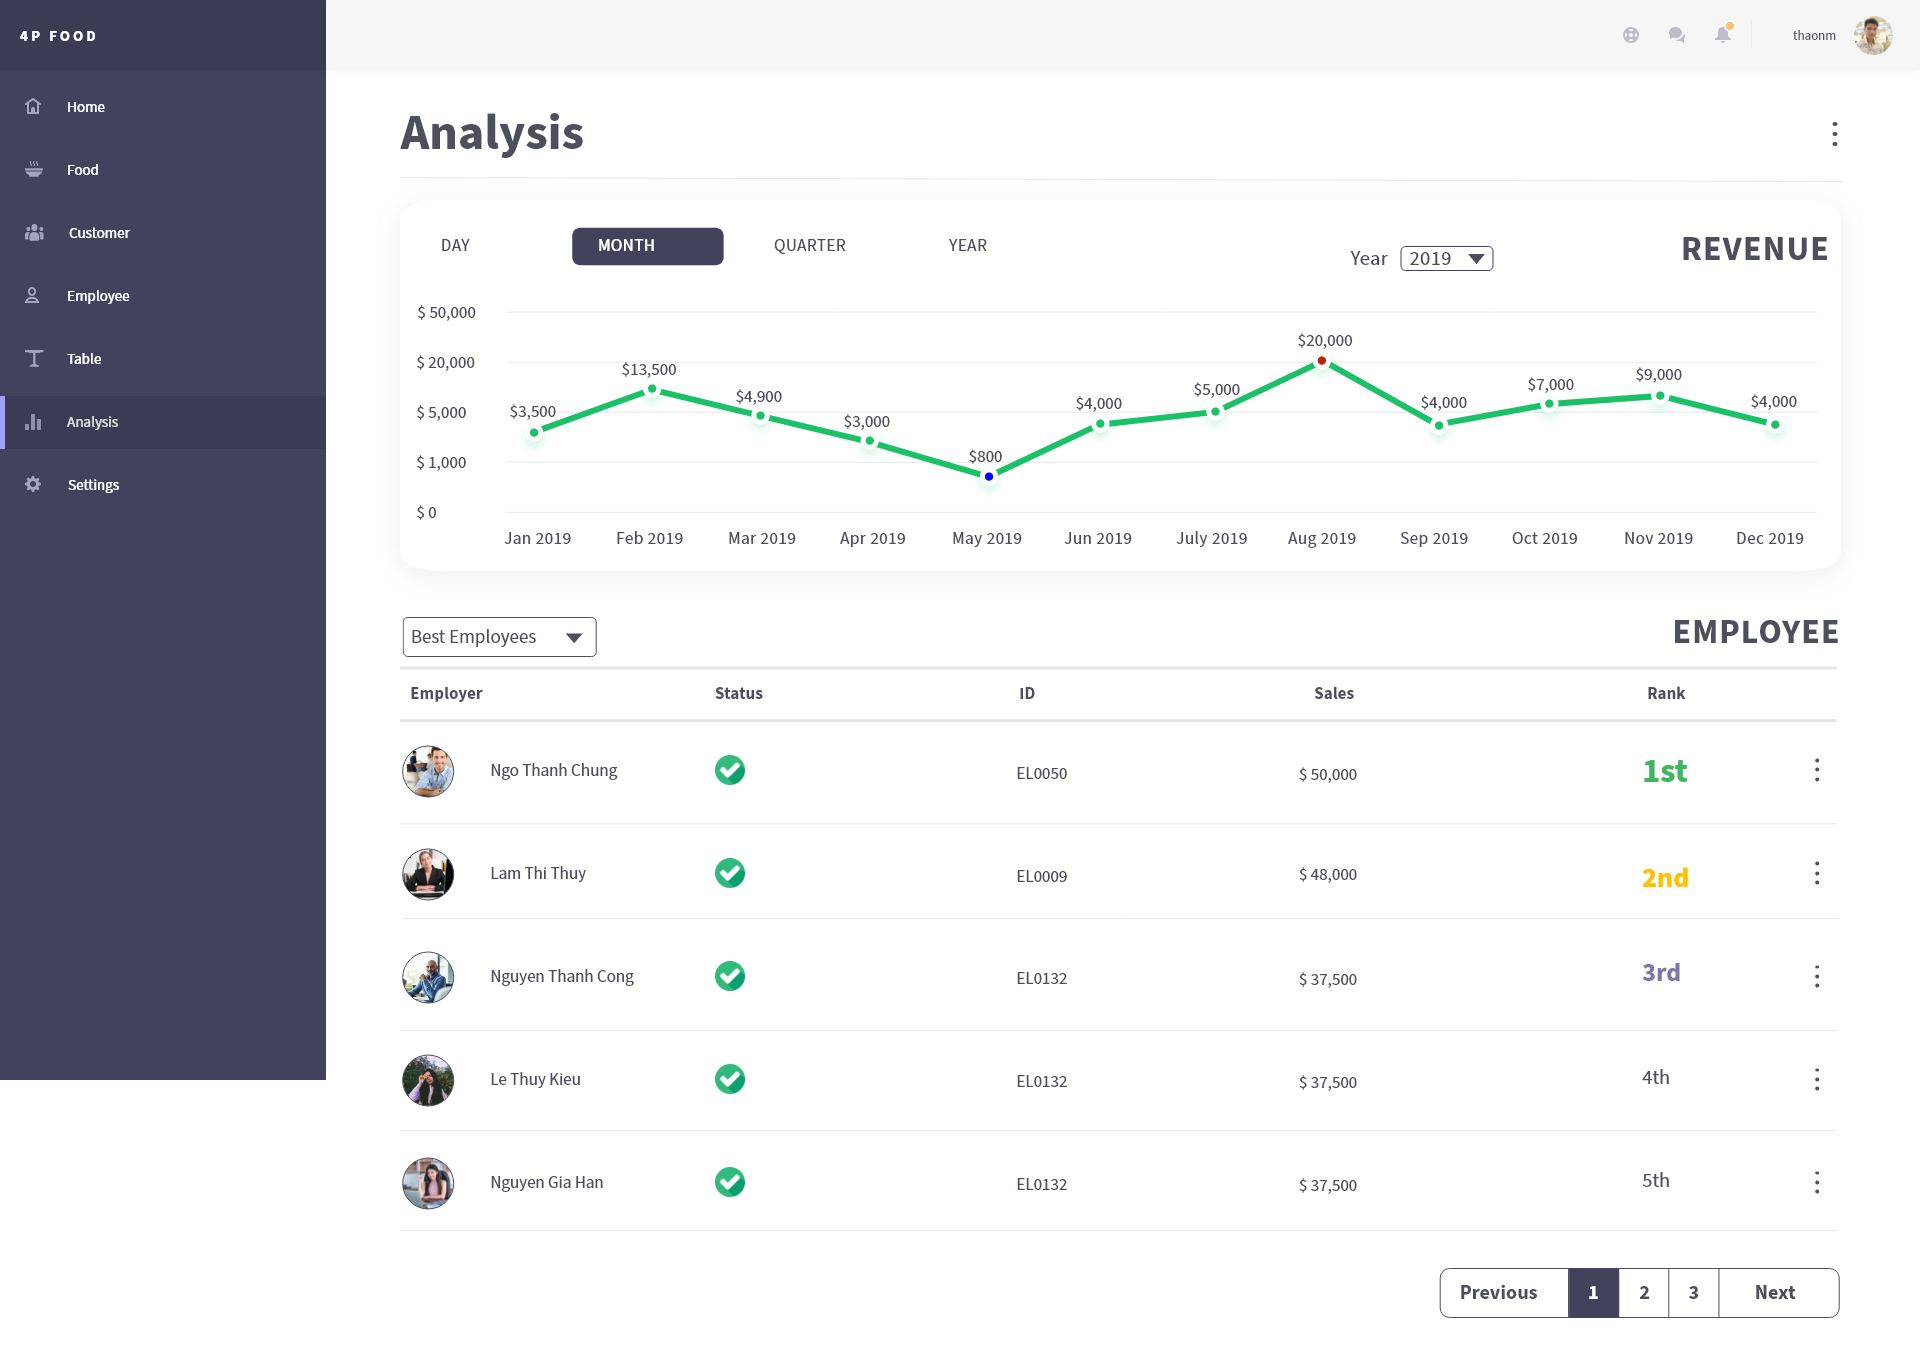 4P FOOD
thaonm
Home
Food
Customer
Employee
Table
Analysis
Settings
Analysis
DAY MONTH QUARTER YEAR
Year 2019
REVENUE
$ 50,000
$ 20,000
$ 5,000
$ 1,000
$ 0
$3,500
$13,500
$4,900
$3,000
$800
$4,000
$5,000
$20,000
$4,000
$7,000
$9,000
$4,000
Jan 2019 Feb 2019 Mar 2019 Apr 2019 May 2019 Jun 2019 July 2019 Aug 2019 Sep 2019 Oct 2019 Nov 2019 Dec 2019
Best Employees
EMPLOYEE
Employer Status ID Sales Rank
Ngo Thanh Chung EL0050 $ 50,000 1st
Lam Thi Thuy EL0009 $ 48,000 2nd
Nguyen Thanh Cong EL0132 $ 37,500 3rd
Le Thuy Kieu EL0132 $ 37,500 4th
Nguyen Gia Han EL0132 $ 37,500 5th
Previous 1 2 3 Next